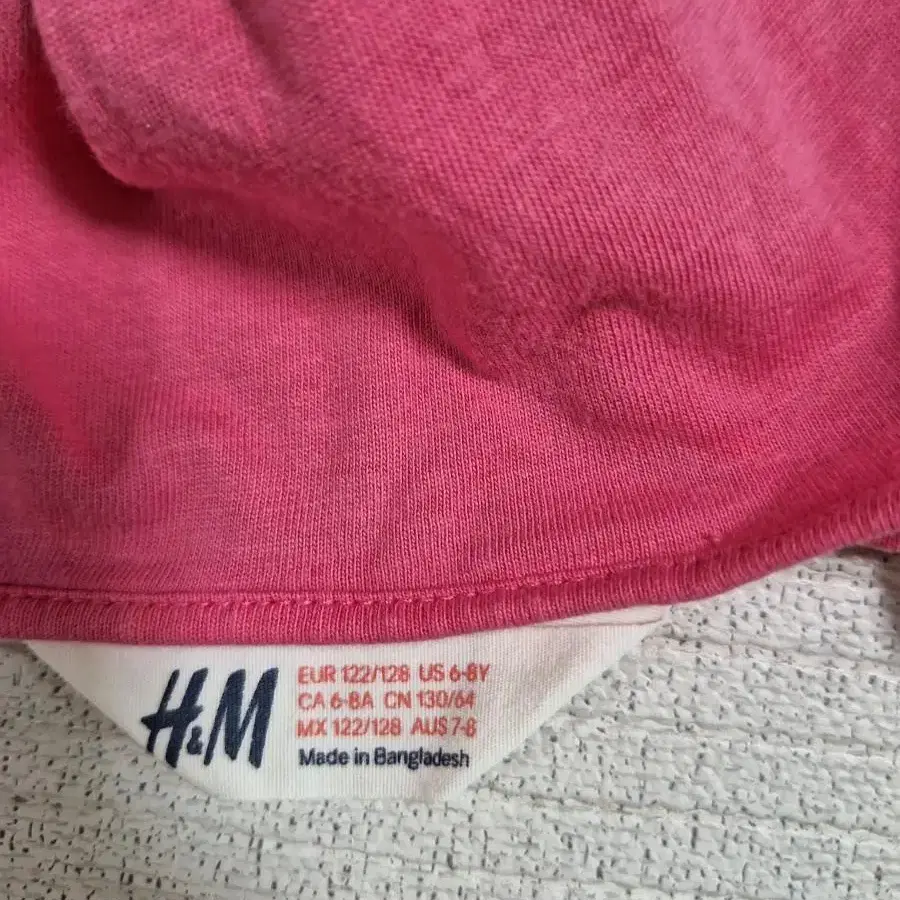 H&M
EUR 122/128 US 6-8Y
CA 6-8A CN 130/64
MX 122/128 AUS 7-8
Made in Bangladesh